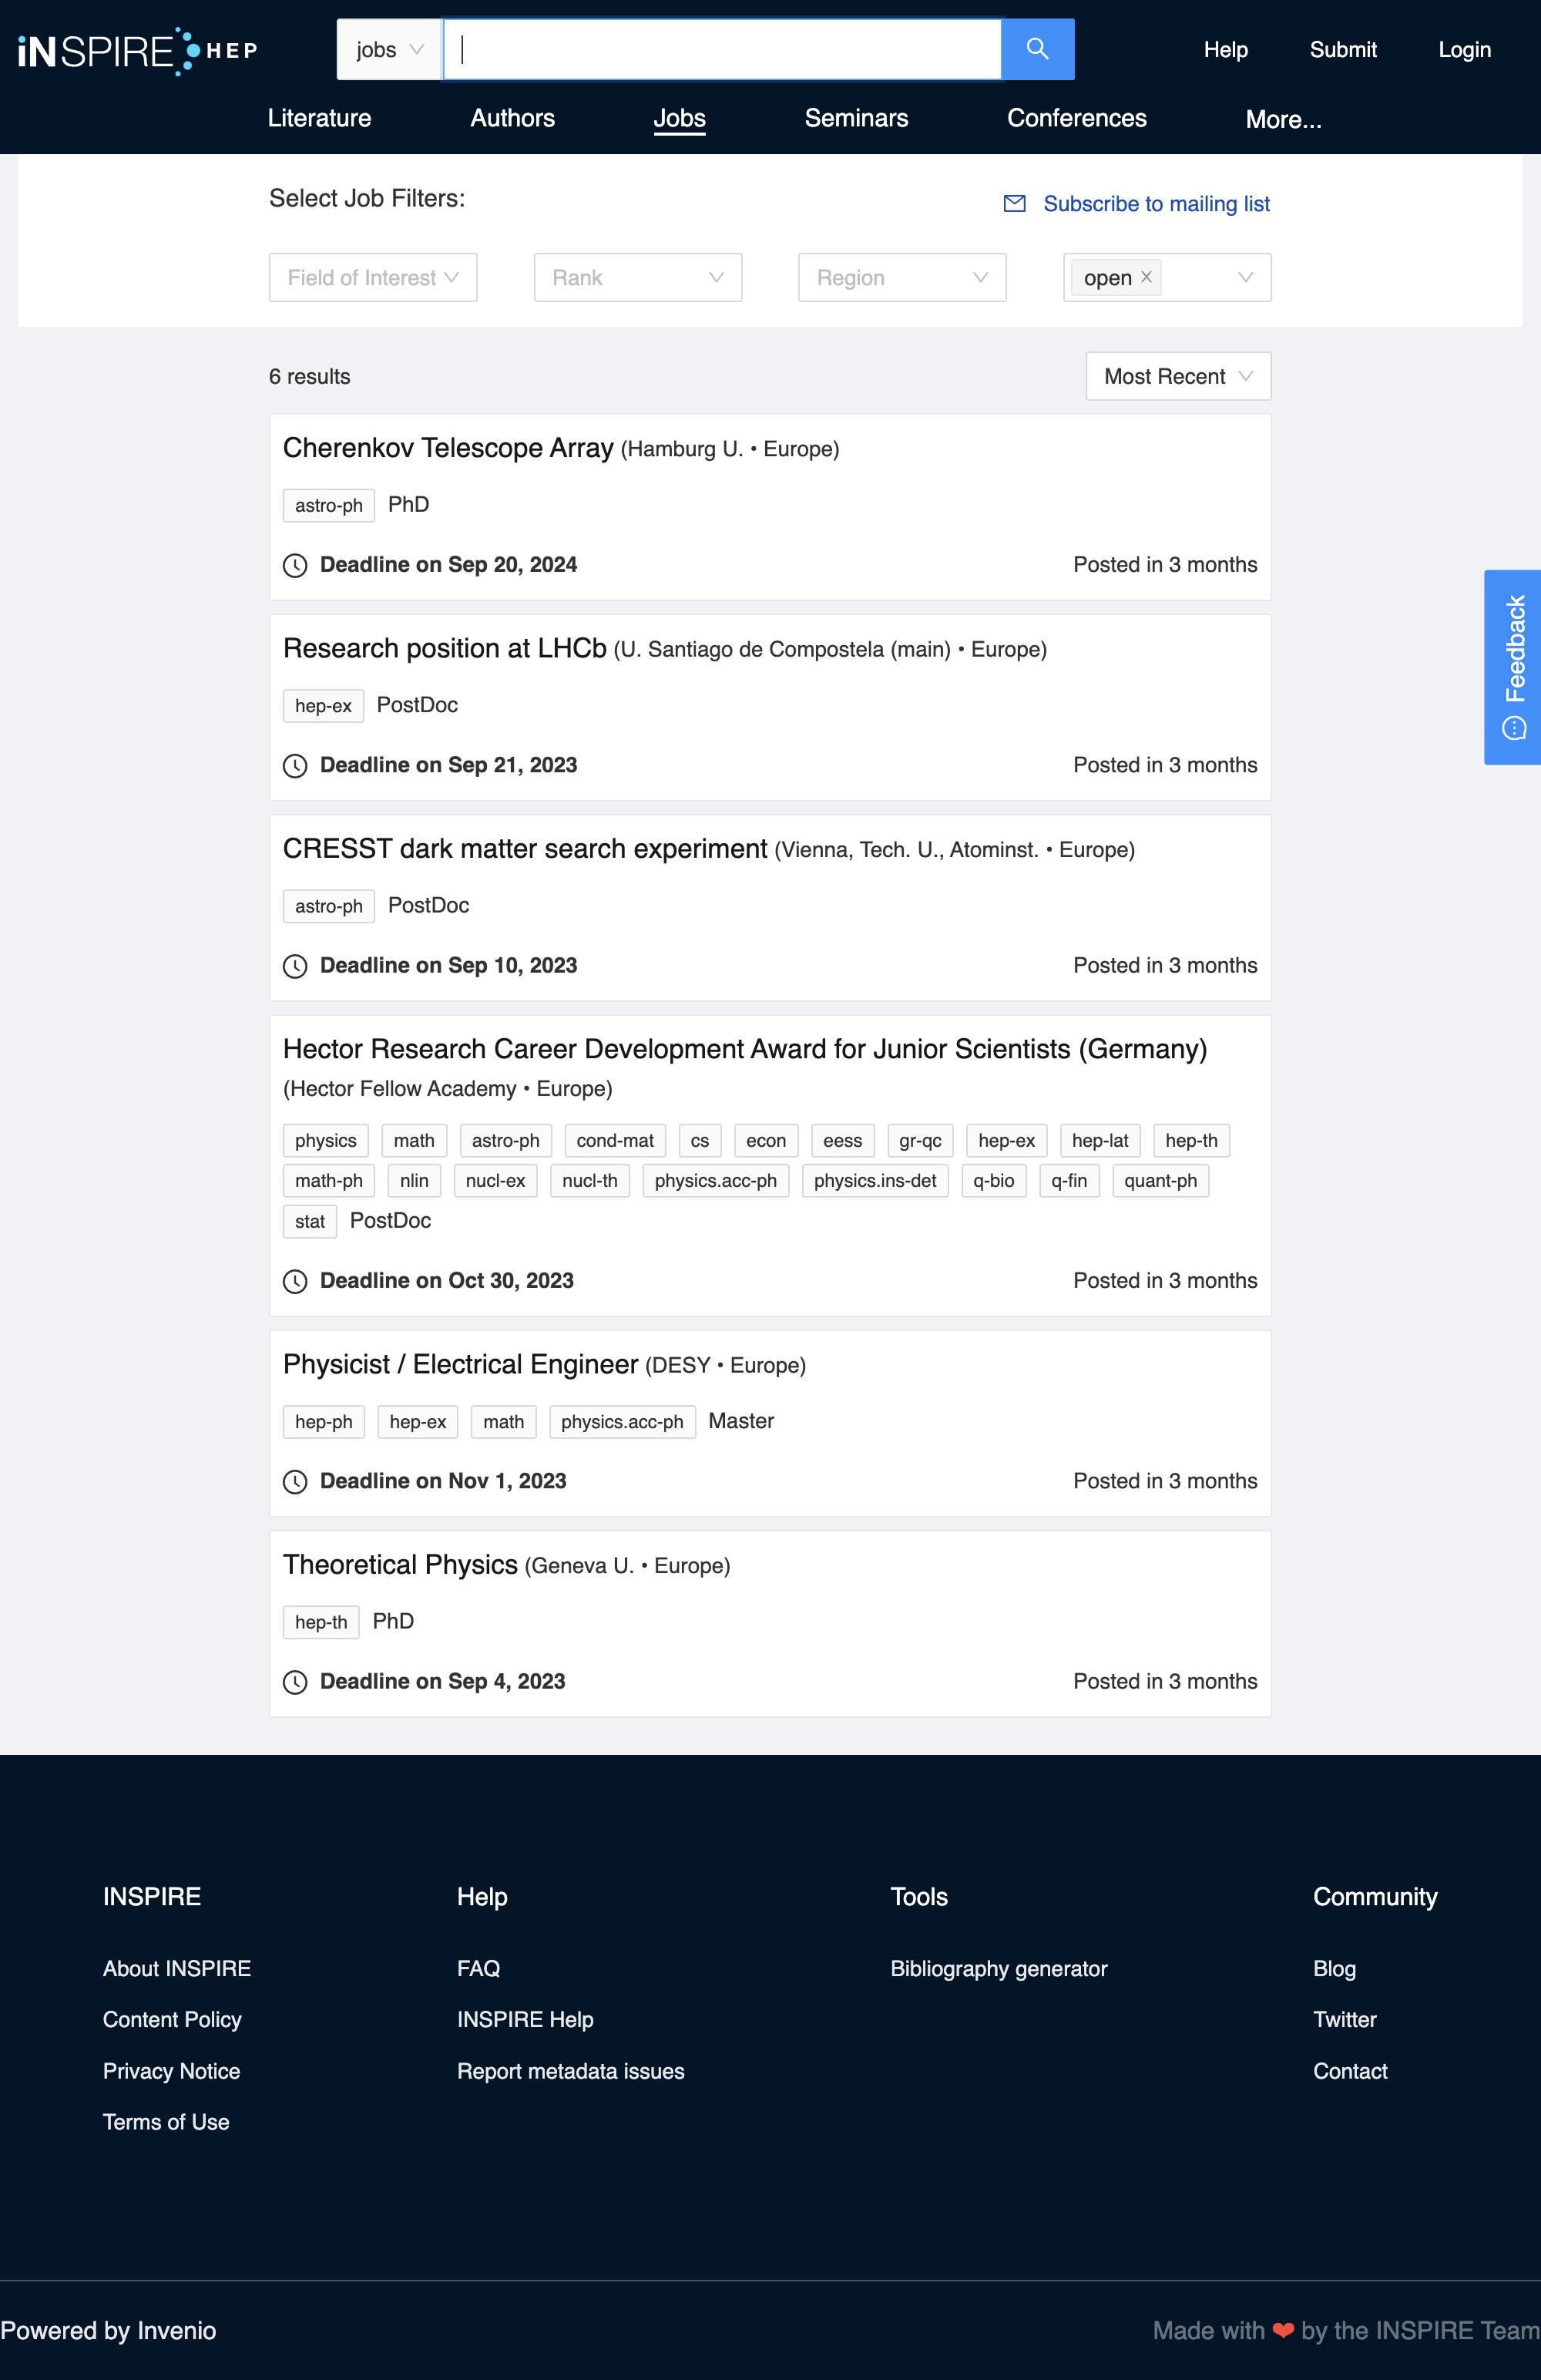 iNSPIRE HEP
jobs
Help Submit Login
Literature Authors Jobs Seminars Conferences More...
Select Job Filters:
Subscribe to mailing list
Field of Interest Rank Region open
6 results
Most Recent
Cherenkov Telescope Array (Hamburg U. • Europe)
astro-ph PhD
Deadline on Sep 20, 2024 Posted in 3 months
Research position at LHCb (U. Santiago de Compostela (main) • Europe)
hep-ex PostDoc
Deadline on Sep 21, 2023 Posted in 3 months
Feedback
CRESST dark matter search experiment (Vienna, Tech. U., Atominst. • Europe)
astro-ph PostDoc
Deadline on Sep 10, 2023 Posted in 3 months
Hector Research Career Development Award for Junior Scientists (Germany)
(Hector Fellow Academy • Europe)
physics math astro-ph cond-mat cs econ eess gr-qc hep-ex hep-lat hep-th
math-ph nlin nucl-ex nucl-th physics.acc-ph physics.ins-det q-bio q-fin quant-ph
stat PostDoc
Deadline on Oct 30, 2023 Posted in 3 months
Physicist / Electrical Engineer (DESY • Europe)
hep-ph hep-ex math physics.acc-ph Master
Deadline on Nov 1, 2023 Posted in 3 months
Theoretical Physics (Geneva U. • Europe)
hep-th PhD
Deadline on Sep 4, 2023 Posted in 3 months
INSPIRE
About INSPIRE
Content Policy
Privacy Notice
Terms of Use
Help
FAQ
INSPIRE Help
Report metadata issues
Tools
Bibliography generator
Community
Blog
Twitter
Contact
Powered by Invenio
Made with ❤ by the INSPIRE Team